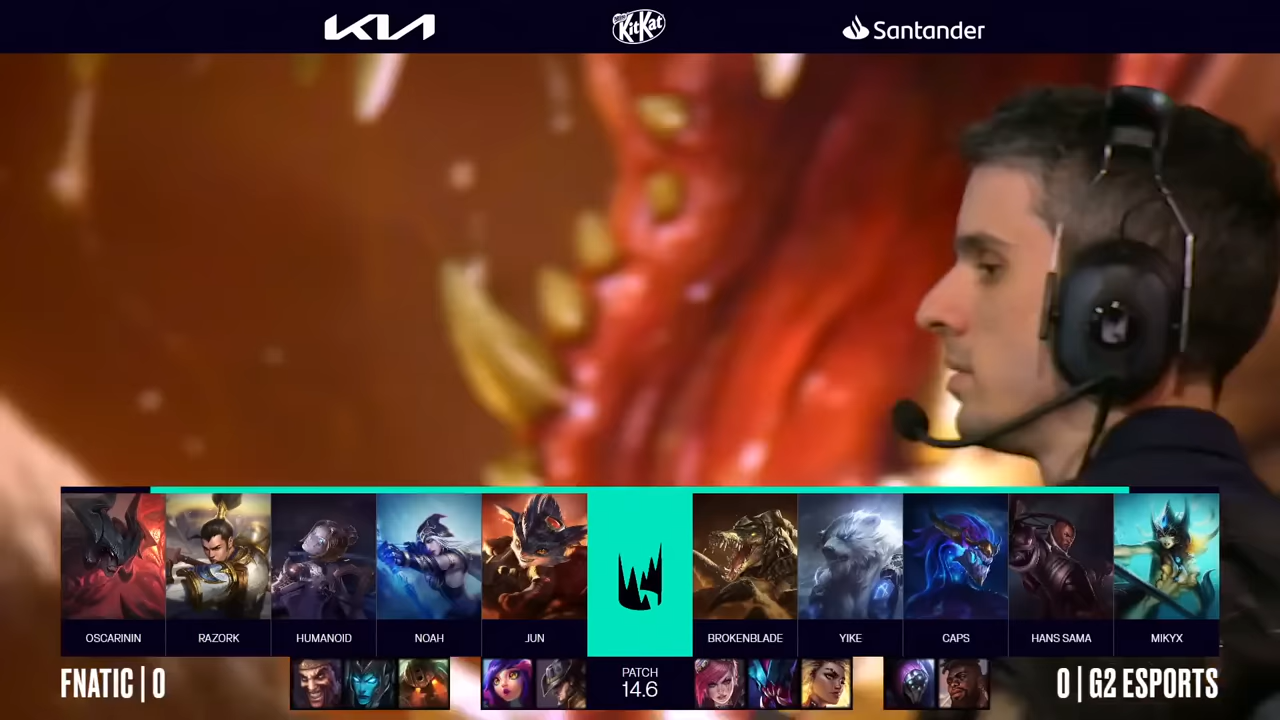 KIA
Nestlé
KitKat
Santander
OSCARININ
RAZORK
HUMANOID
NOAH
JUN
BROKENBLADE
YIKE
CAPS
HANS SAMA
MIKYX
FNATIC | 0
PATCH
14.6
0 | G2 ESPORTS